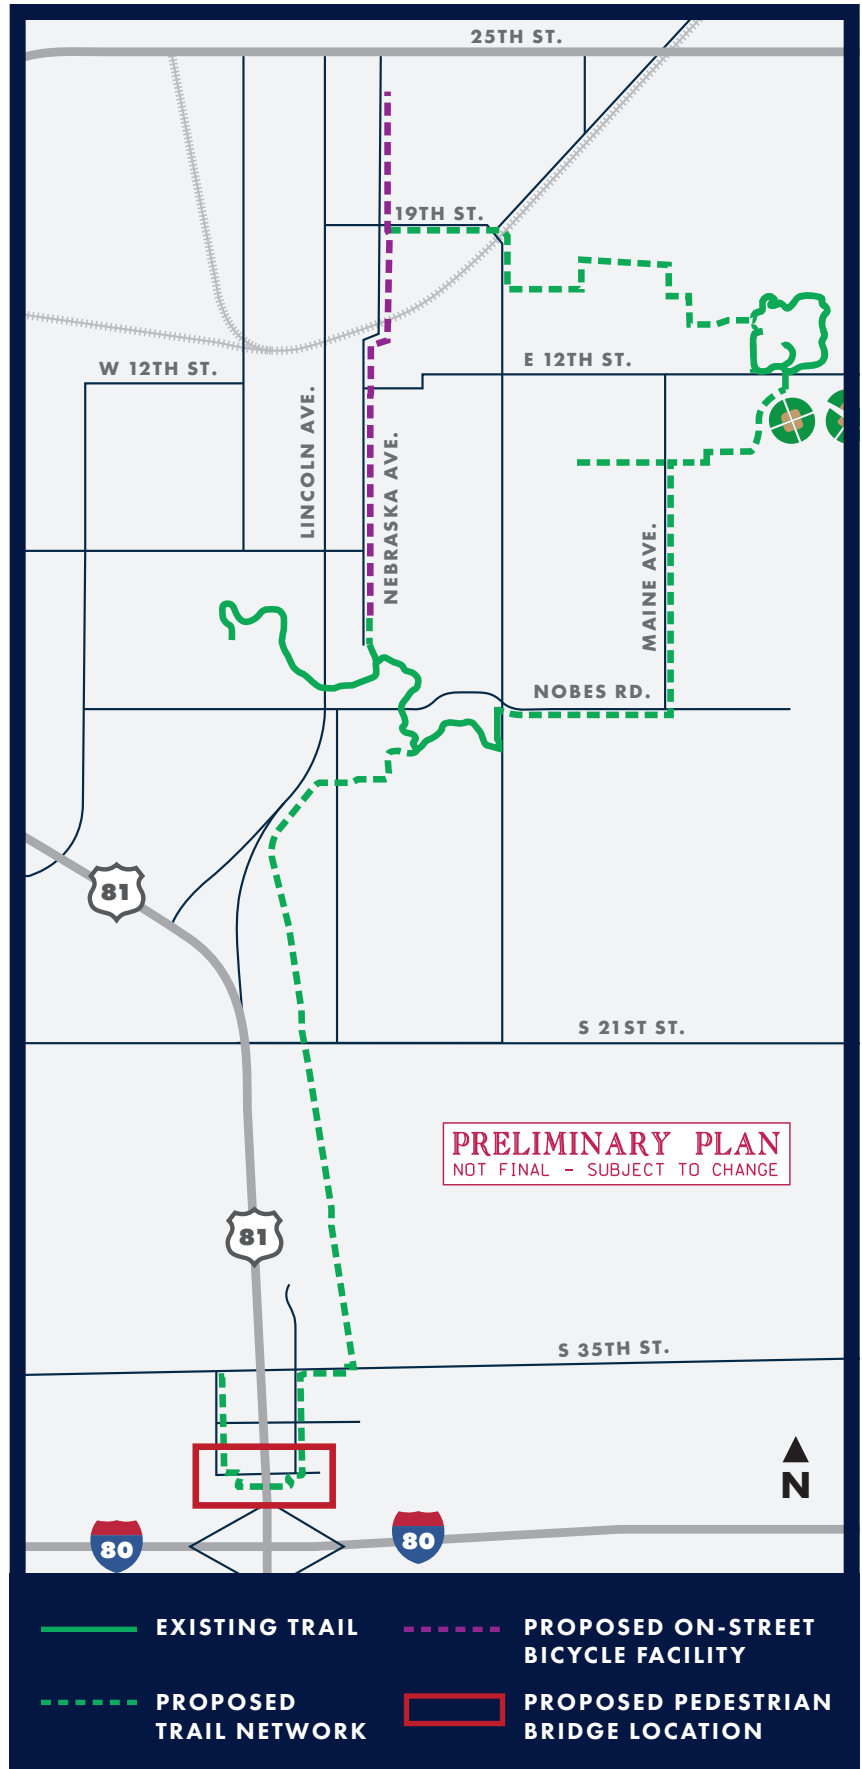 25TH ST.
19TH ST.
E 12TH ST.
W 12TH ST.
LINCOLN AVE.
NEBRASKA AVE.
MAINE AVE.
NOBES RD.
81
S 21ST ST.
PRELIMINARY PLAN
NOT FINAL - SUBJECT TO CHANGE
81
S 35TH ST.
N
80
80
EXISTING TRAIL
PROPOSED
TRAIL NETWORK
PROPOSED ON-STREET
BICYCLE FACILITY
PROPOSED PEDESTRIAN
BRIDGE LOCATION